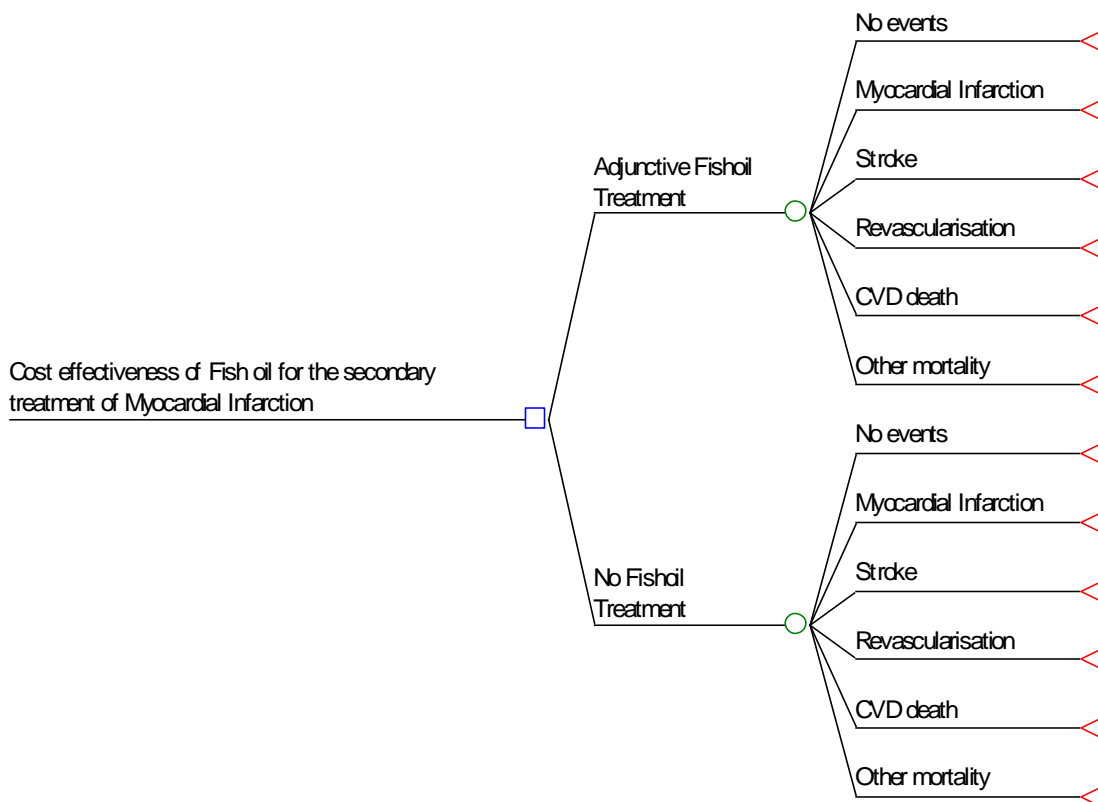 Cost effectiveness of Fish oil for the secondary
treatment of Myocardial Infarction
Adjunctive Fishoil
Treatment
No events
Myocardial Infarction
Stroke
Revascularisation
CVD death
Other mortality
No Fishoil
Treatment
No events
Myocardial Infarction
Stroke
Revascularisation
CVD death
Other mortality